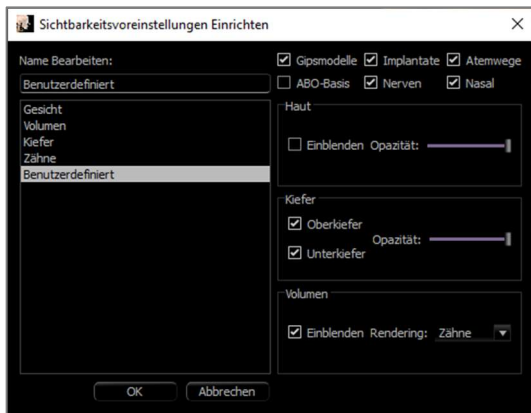 Sichtbarkeitsvoreinstellungen Einrichten
Name Bearbeiten:
Benutzerdefiniert
Gesicht
Volumen
Kiefer
Zähne
Benutzerdefiniert
Gipsmodelle Implantate Atemwege
ABO-Basis Nerven Nasal
Haut
Einblenden Opazität:
Kiefer
Oberkiefer
Opazität:
Unterkiefer
Volumen
Einblenden Rendering: Zähne
OK Abbrechen